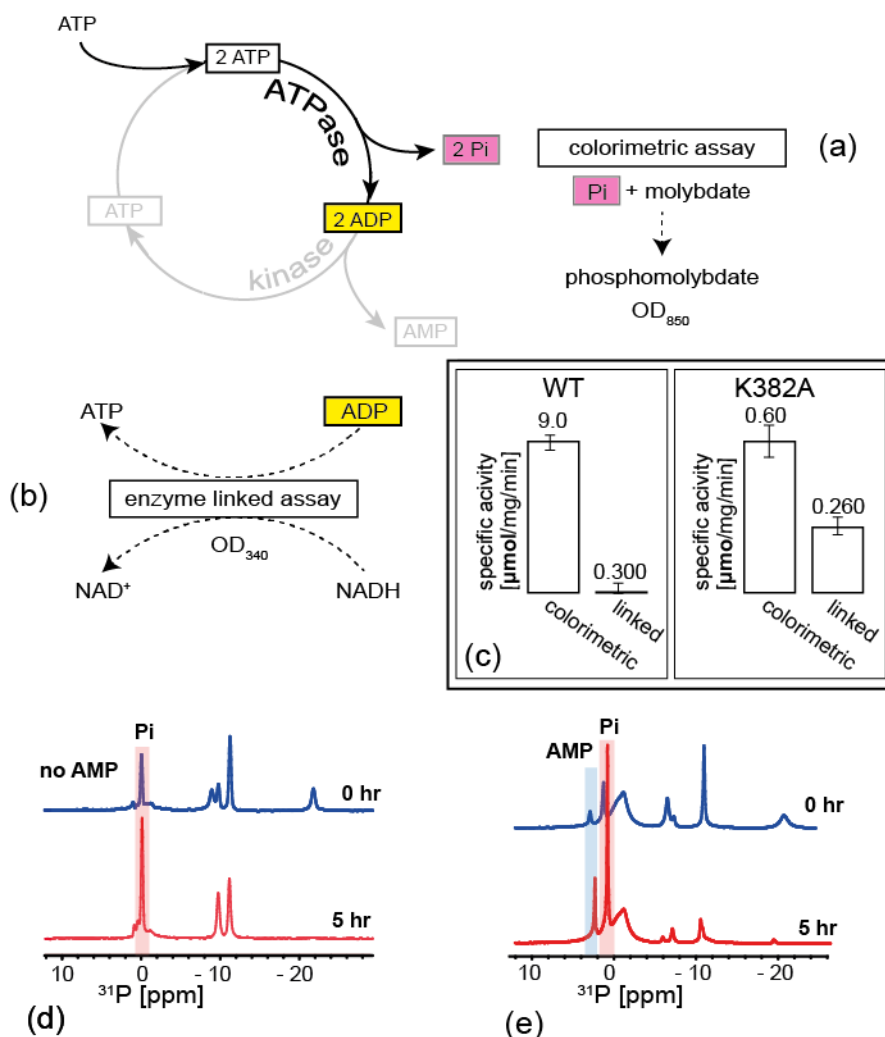 ATP
2 ATP
ATPase
2 Pi
colorimetric assay
(a)
Pi + molybdate
ATP
2 ADP
kinase
phosphomolybdate
OD850
AMP
ATP
ADP
(b)
enzyme linked assay
OD340
NAD+
NADH
WT
9.0
0.300
specific acivity
[µmol/mg/min]
colorimetric
linked
(c)
K382A
0.60
0.260
specific acivity
[µmo/mg/min]
colorimetric
linked
Pi
no AMP
0 hr
5 hr
10 0 - 10 - 20
31P [ppm]
(d)
Pi
AMP
0 hr
5 hr
10 0 - 10 - 20
31P [ppm]
(e)